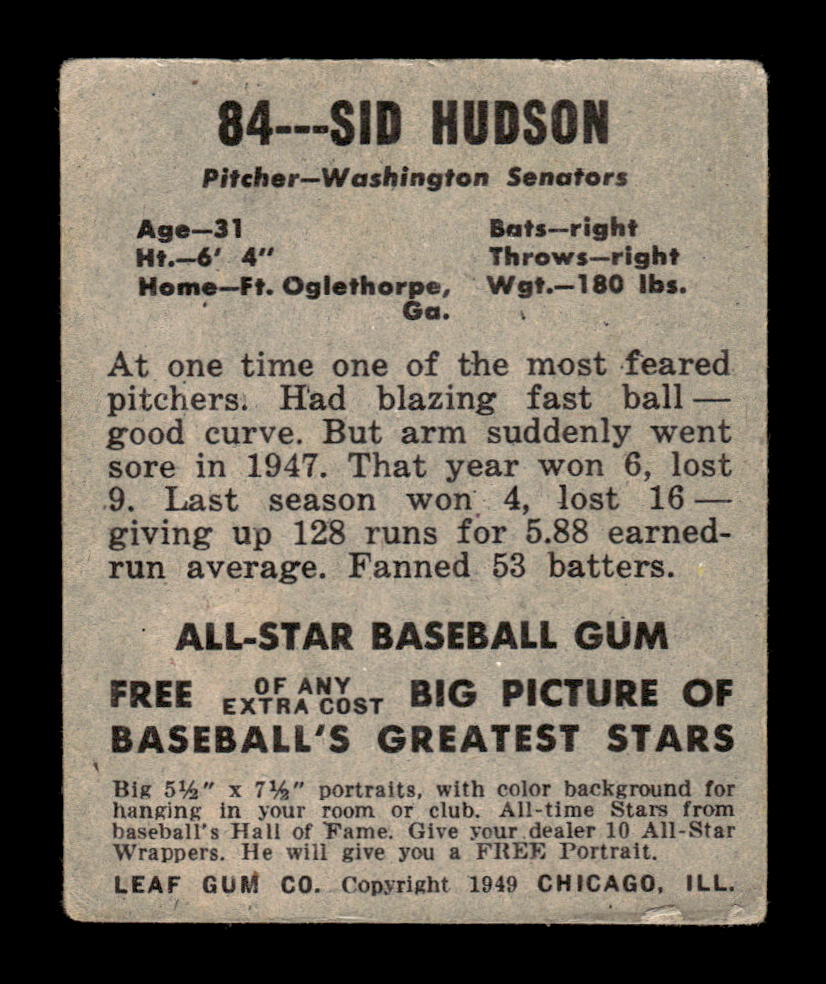 84---SID HUDSON
Pitcher—Washington Senators
Age—31 Bats—right
Ht.—6' 4" Throws—right
Home—Ft. Oglethorpe, Wgt.—180 lbs.
Ga.
At one time one of the most feared
pitchers. Had blazing fast ball —
good curve. But arm suddenly went
sore in 1947. That year won 6, lost
9. Last season won 4, lost 16 —
giving up 128 runs for 5.88 earned-
run average. Fanned 53 batters.
ALL-STAR BASEBALL GUM
FREE OF ANY EXTRA COST BIG PICTURE OF
BASEBALL'S GREATEST STARS
Big 5½" x 7½" portraits, with color background for
hanging in your room or club. All-time Stars from
baseball's Hall of Fame. Give your dealer 10 All-Star
Wrappers. He will give you a FREE Portrait.
LEAF GUM CO. Copyright 1949 CHICAGO, ILL.